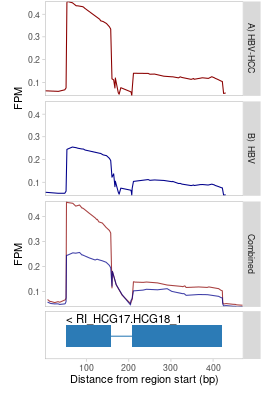 0.4
0.3
0.2
0.1
A) HBV-HCC
FPM
0.4
0.3
0.2
0.1
B) HBV
0.4
0.3
0.2
0.1
Combined
FPM
< RI_HCG17.HCG18_1
100 200 300 400
Distance from region start (bp)